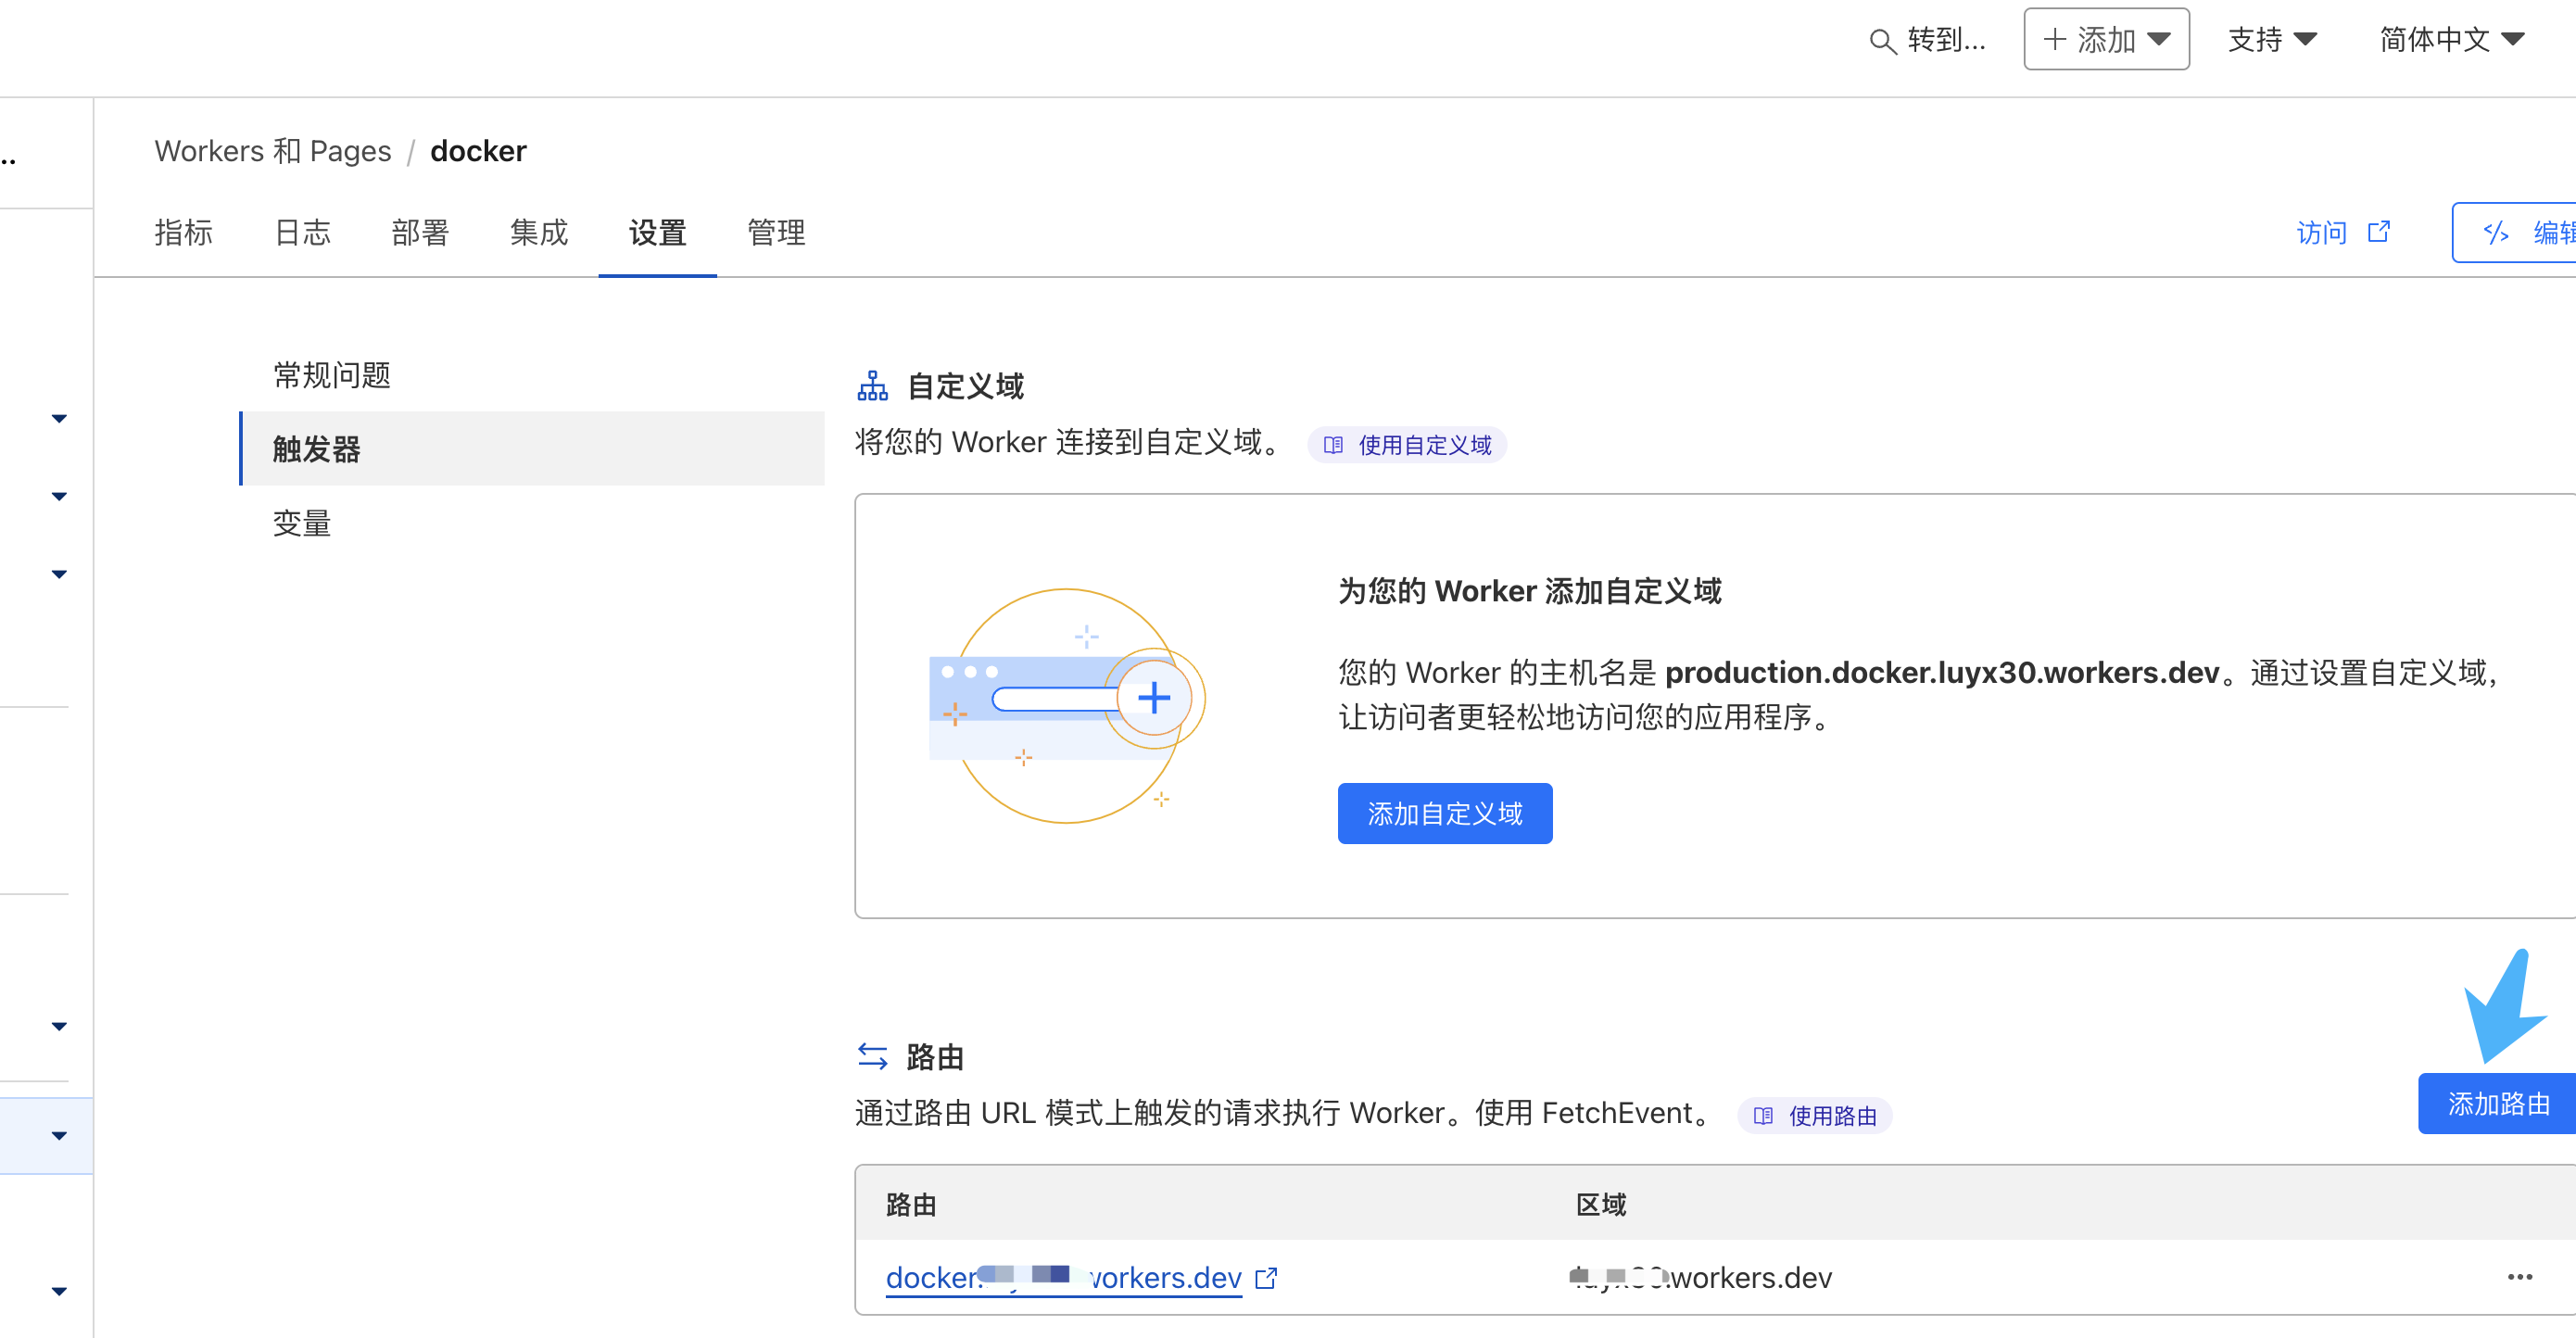 转到...
添加
支持
简体中文
..
Workers 和 Pages / docker
指标
日志
部署
集成
设置
管理
访问
</> 编辑
常规问题
触发器
变量
自定义域
将您的 Worker 连接到自定义域。
使用自定义域
为您的 Worker 添加自定义域
您的 Worker 的主机名是 production.docker.luyx30.workers.dev。通过设置自定义域，
让访问者更轻松地访问您的应用程序。
添加自定义域
路由
通过路由 URL 模式上触发的请求执行 Worker。使用 FetchEvent。
使用路由
添加路由
路由
区域
docker. workers.dev
.workers.dev